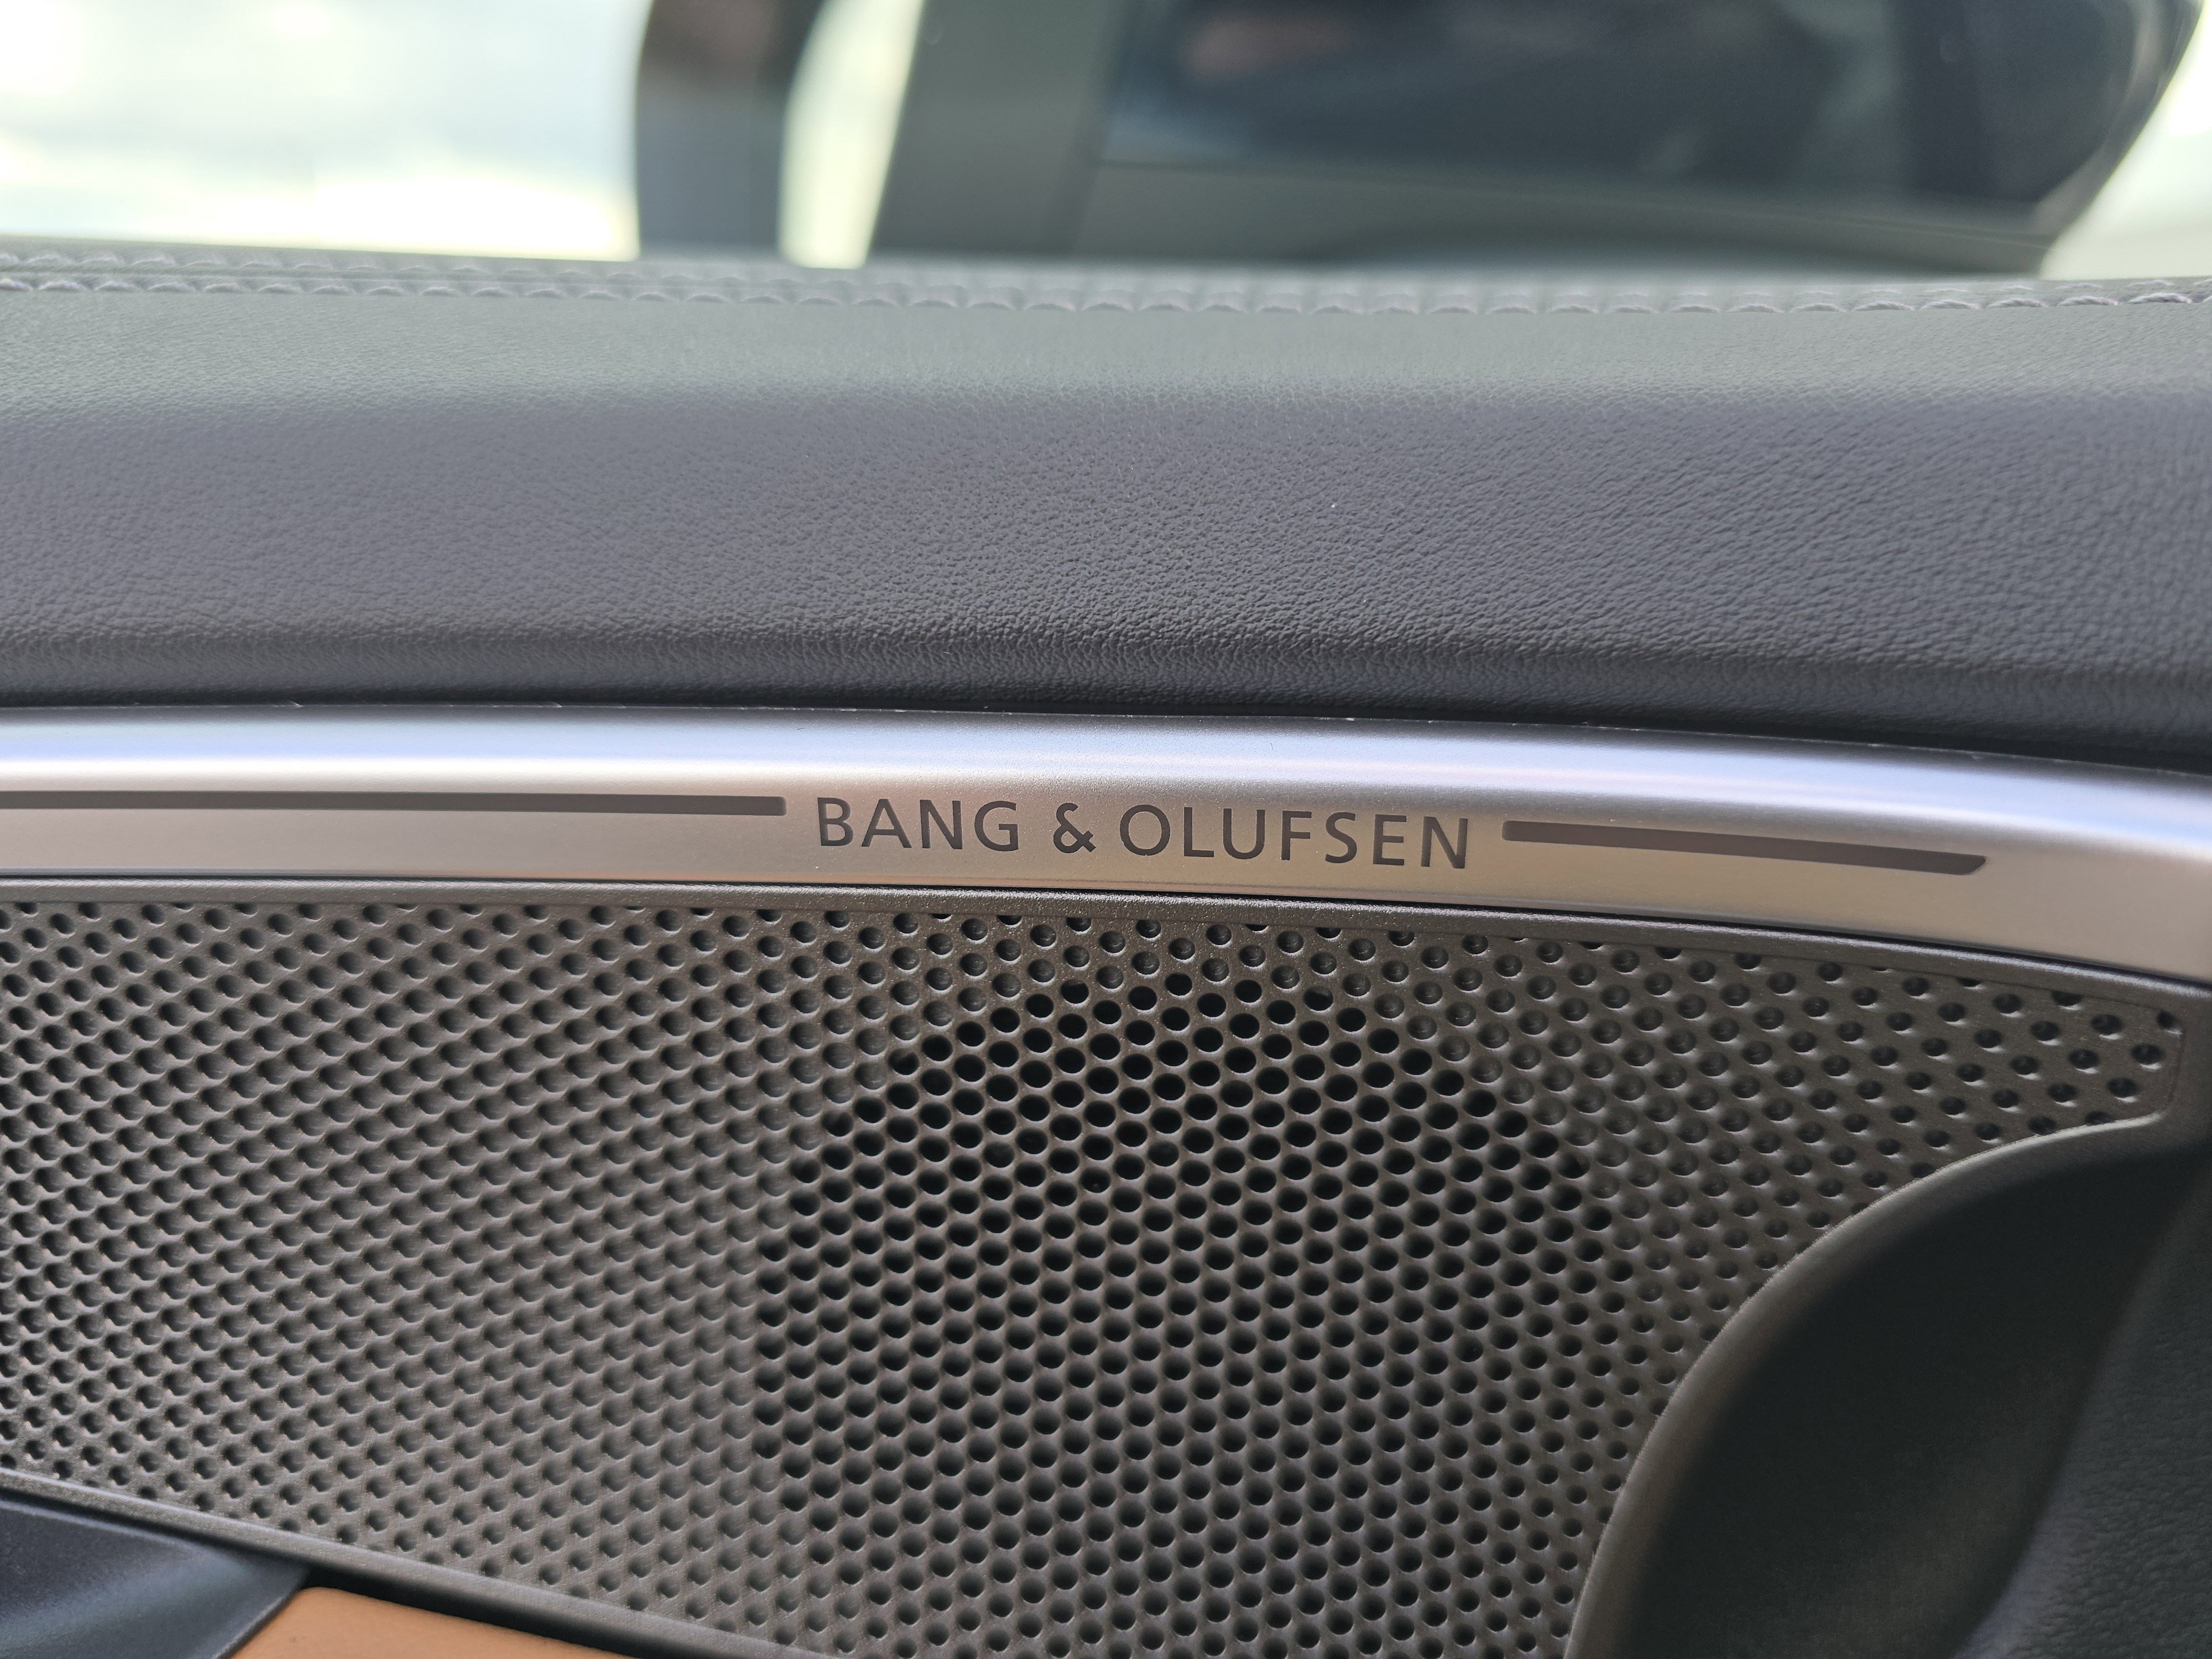 BANG & OLUFSEN